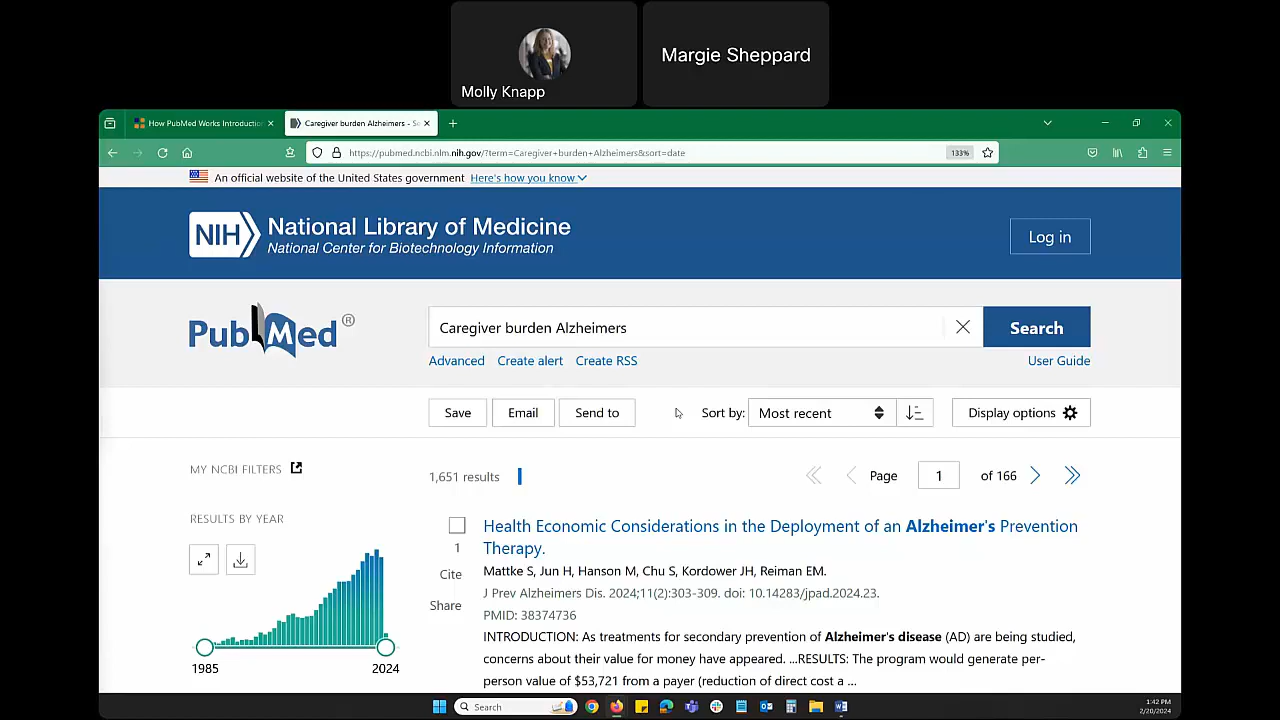 Molly Knapp
Margie Sheppard
How PubMed Works Introductio
Caregiver burden Alzheimers - Se
https://pubmed.ncbi.nlm.nih.gov/?term=Caregiver+burden+Alzheimers&sort=date
133%
An official website of the United States government Here's how you know
NIH National Library of Medicine
National Center for Biotechnology Information
Log in
PubMed®
Caregiver burden Alzheimers
Search
Advanced Create alert Create RSS User Guide
Save Email Send to Sort by: Most recent Display options
MY NCBI FILTERS
1,651 results
Page 1 of 166
RESULTS BY YEAR
1985 2024
Health Economic Considerations in the Deployment of an Alzheimer's Prevention
Therapy.
1
Cite
Share
Mattke S, Jun H, Hanson M, Chu S, Kordower JH, Reiman EM.
J Prev Alzheimers Dis. 2024;11(2):303-309. doi: 10.14283/jpad.2024.23.
PMID: 38374736
INTRODUCTION: As treatments for secondary prevention of Alzheimer's disease (AD) are being studied,
concerns about their value for money have appeared. ...RESULTS: The program would generate per-
person value of $53,721 from a payer (reduction of direct cost a ...
Search
1:42 PM
2/20/2024